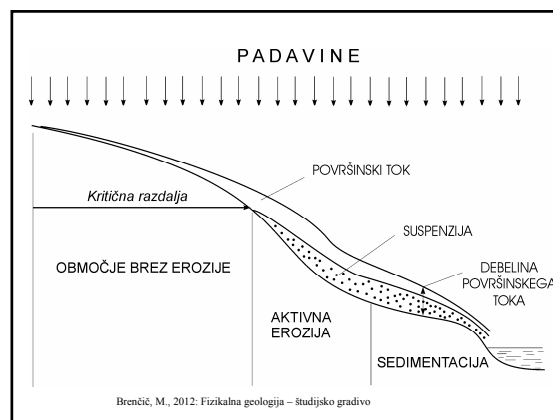 PADAVINE
POVRŠINSKI TOK
Kritična razdalja
SUSPENZIJA
OBMOČJE BREZ EROZIJE
DEBELINA
POVRŠINSKEGA
TOKA
AKTIVNA
EROZIJA
SEDIMENTACIJA
Brenčič, M., 2012: Fizikalna geologija – študijsko gradivo